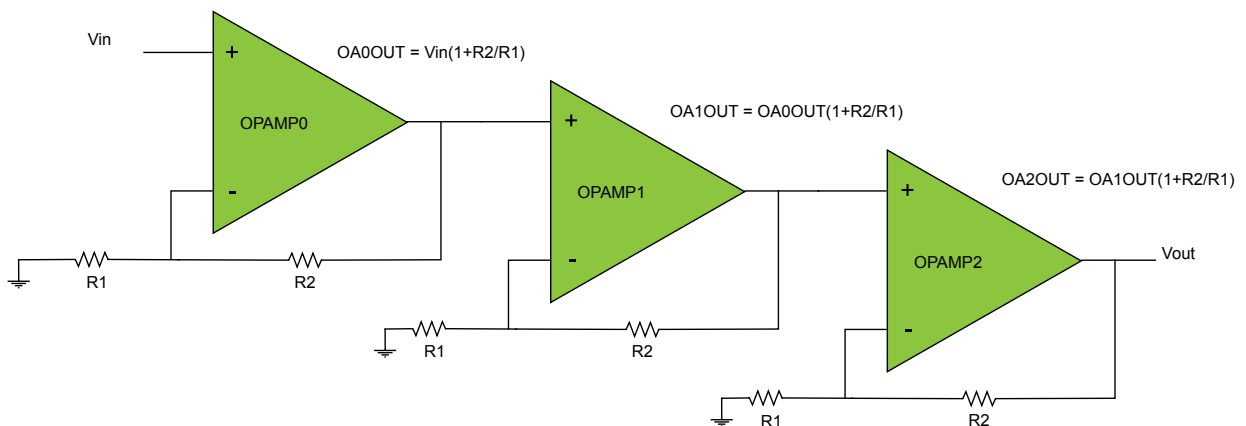 Vin
+
OA0OUT = Vin(1+R2/R1)
OPAMP0
-
R1
R2
+
OA1OUT = OA0OUT(1+R2/R1)
OPAMP1
-
R1
R2
+
OA2OUT = OA1OUT(1+R2/R1)
OPAMP2
Vout
-
R1
R2